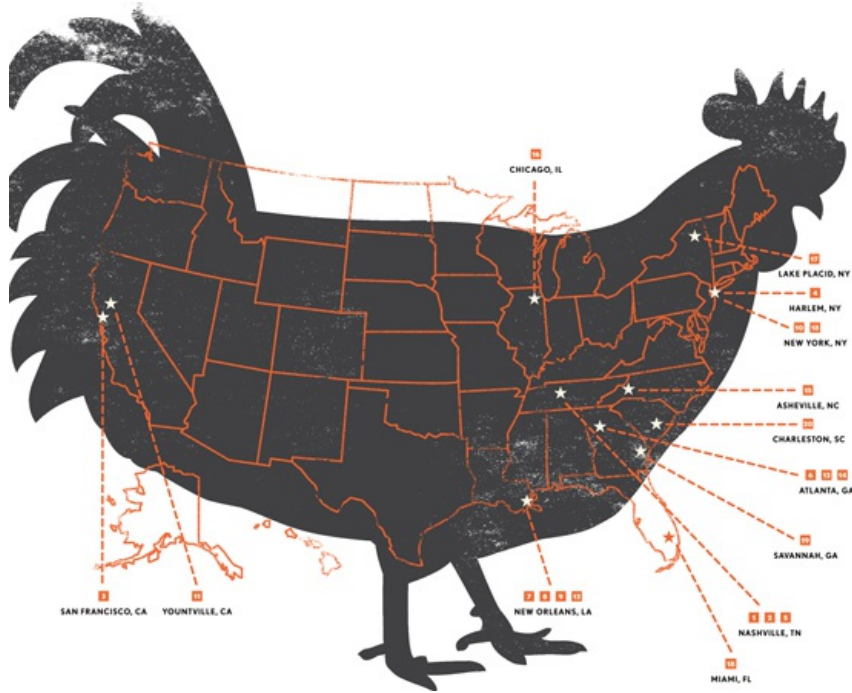 16
CHICAGO, IL
17
LAKE PLACID, NY
4
HARLEM, NY
10 18
NEW YORK, NY
15
ASHEVILLE, NC
20
CHARLESTON, SC
6 13 14
ATLANTA, GA
19
SAVANNAH, GA
3
SAN FRANCISCO, CA
11
YOUNTVILLE, CA
7 8 9 12
NEW ORLEANS, LA
1 2 5
NASHVILLE, TN
18
MIAMI, FL